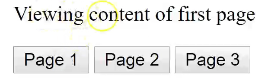 Viewing content of first page
Page 1 Page 2 Page 3